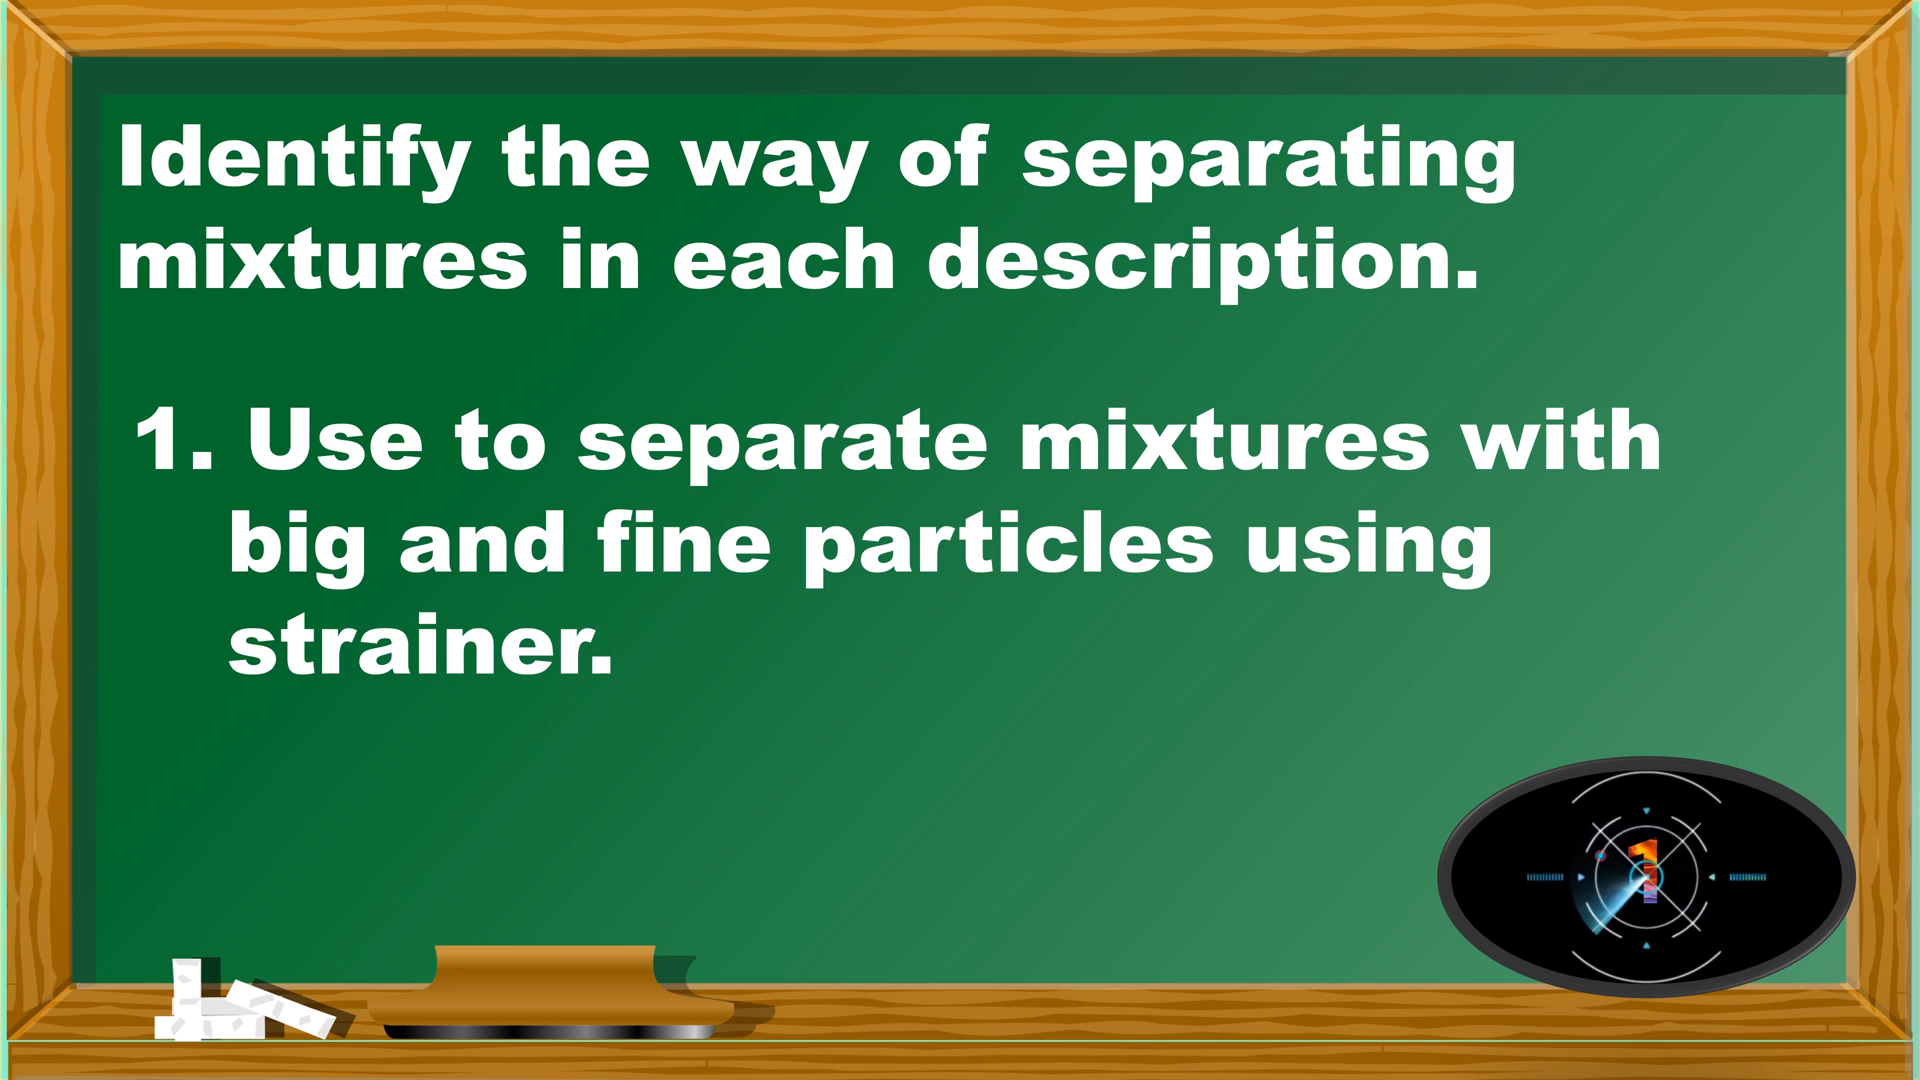 Identify the way of separating
mixtures in each description.
1. Use to separate mixtures with
big and fine particles using
strainer.
1